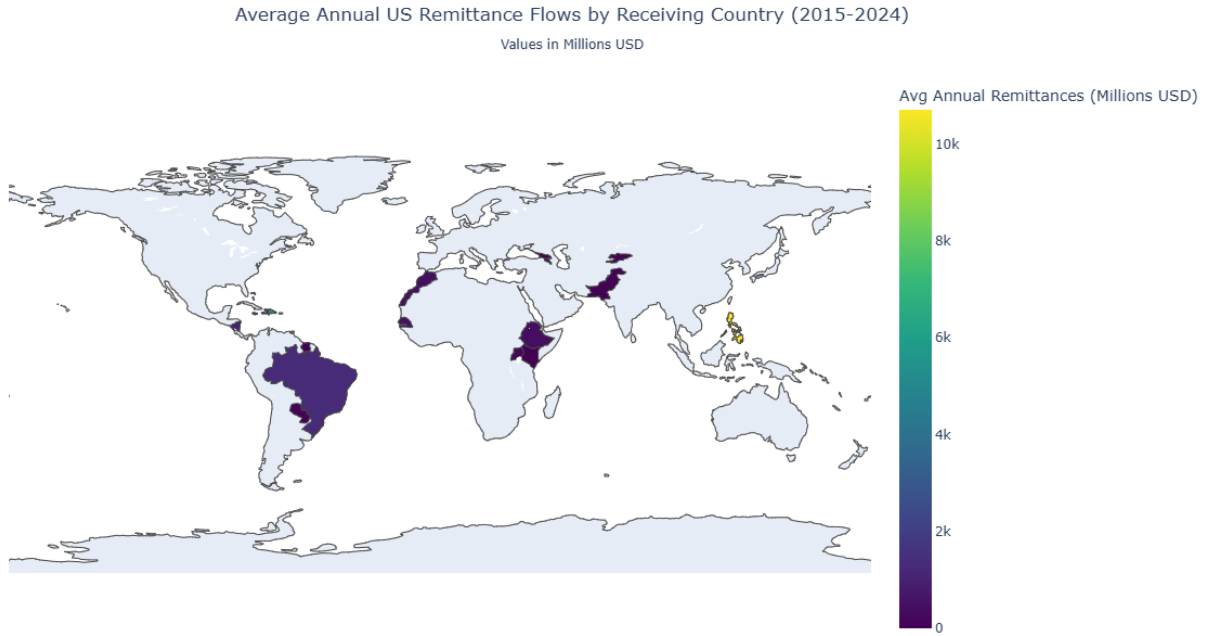 Average Annual US Remittance Flows by Receiving Country (2015-2024)
Values in Millions USD
Avg Annual Remittances (Millions USD)
10k
8k
6k
4k
2k
0